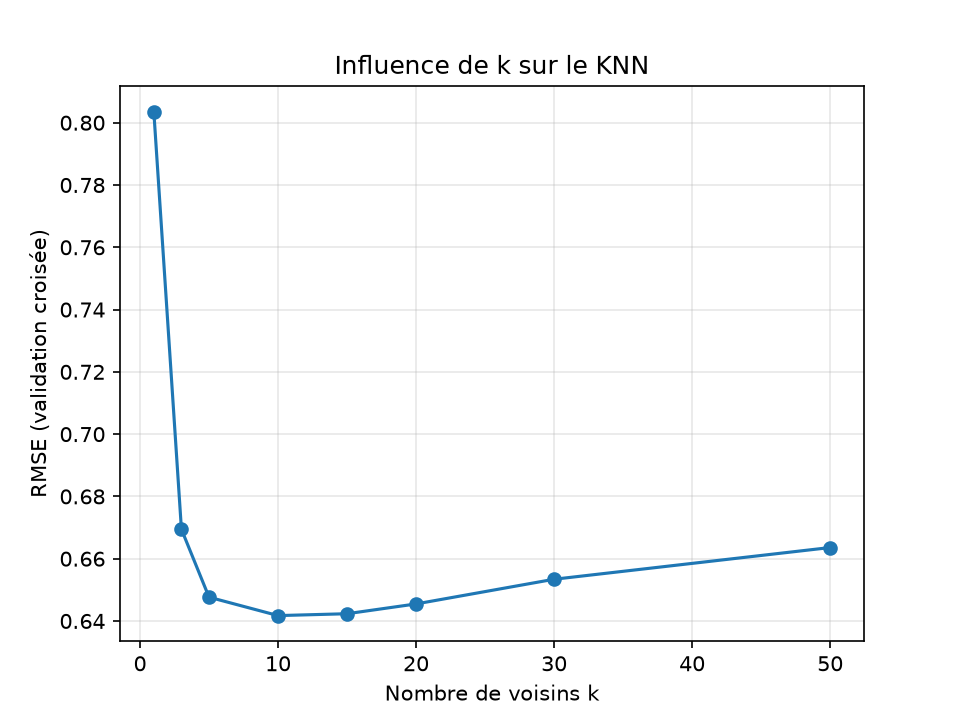 Influence de k sur le KNN
RMSE (validation croisée)
0.80
0.78
0.76
0.74
0.72
0.70
0.68
0.66
0.64
0 10 20 30 40 50
Nombre de voisins k